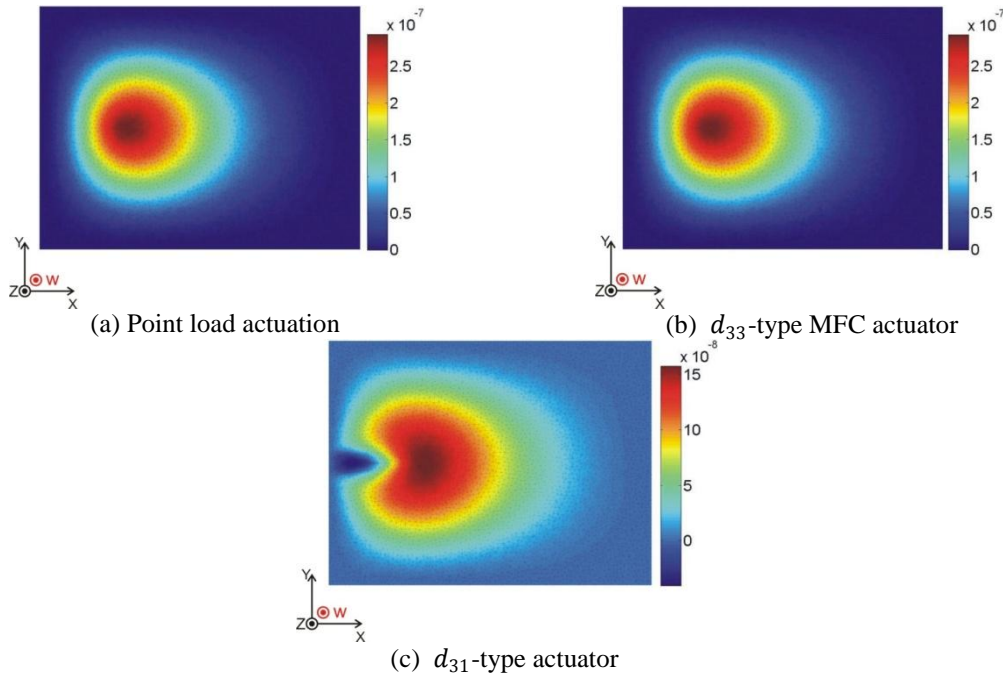 x 10⁻⁷
2.5
2
1.5
1
0.5
0
Y
W
Z
X
(a) Point load actuation
x 10⁻⁷
2.5
2
1.5
1
0.5
0
Y
W
Z
X
(b) d₃₃-type MFC actuator
x 10⁻⁸
15
10
5
0
Y
W
Z
X
(c) d₃₁-type actuator